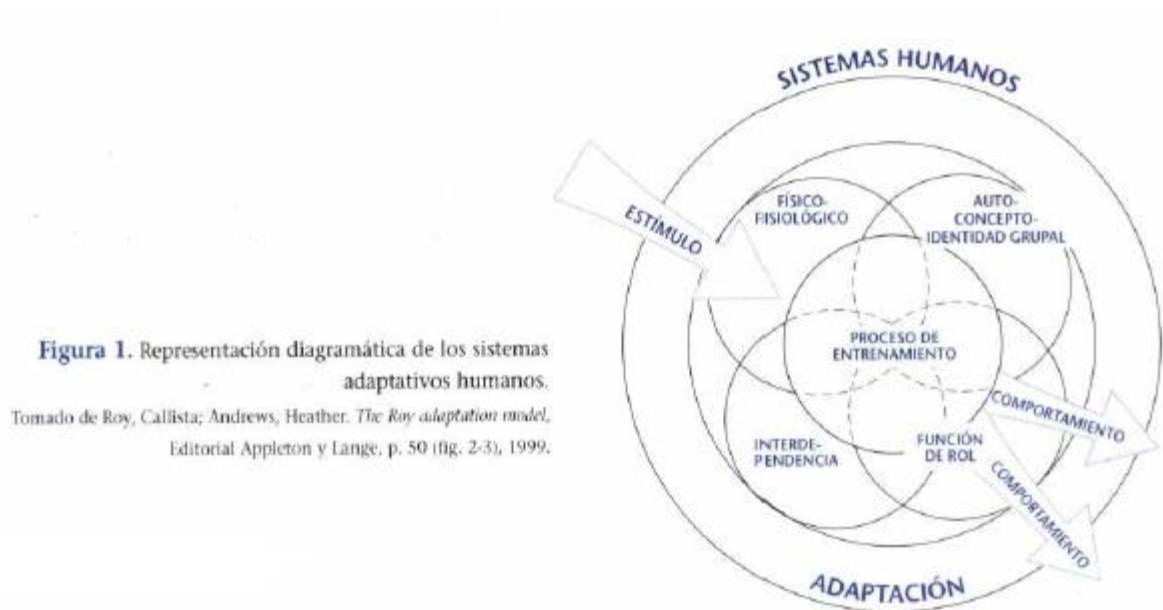 Figura 1. Representación diagramática de los sistemas
adaptativos humanos.
Tomado de Roy, Callista; Andrews, Heather. The Roy adaptation model,
Editorial Appleton y Lange, p. 50 (fig. 2-3), 1999.
SISTEMAS HUMANOS
ESTÍMULO
FÍSICO-
FISIOLÓGICO
AUTO-
CONCEPTO-
IDENTIDAD GRUPAL
PROCESO DE
ENTRENAMIENTO
INTERDE-
PENDENCIA
FUNCIÓN
DE ROL
COMPORTAMIENTO
COMPORTAMIENTO
ADAPTACIÓN